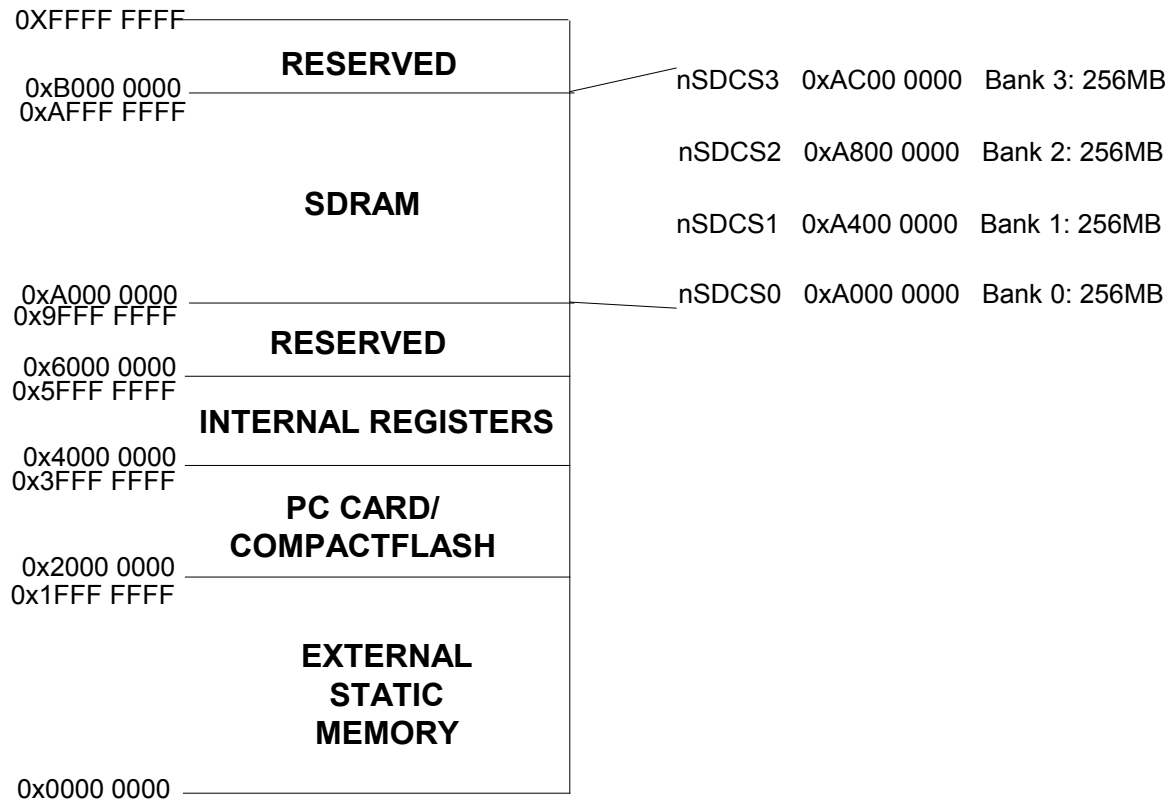 0XFFFF FFFF
RESERVED
0xB000 0000
0xAFFF FFFF
SDRAM
0xA000 0000
0x9FFF FFFF
RESERVED
0x6000 0000
0x5FFF FFFF
INTERNAL REGISTERS
0x4000 0000
0x3FFF FFFF
PC CARD/
COMPACTFLASH
0x2000 0000
0x1FFF FFFF
EXTERNAL
STATIC
MEMORY
0x0000 0000
nSDCS3 0xAC00 0000 Bank 3: 256MB
nSDCS2 0xA800 0000 Bank 2: 256MB
nSDCS1 0xA400 0000 Bank 1: 256MB
nSDCS0 0xA000 0000 Bank 0: 256MB